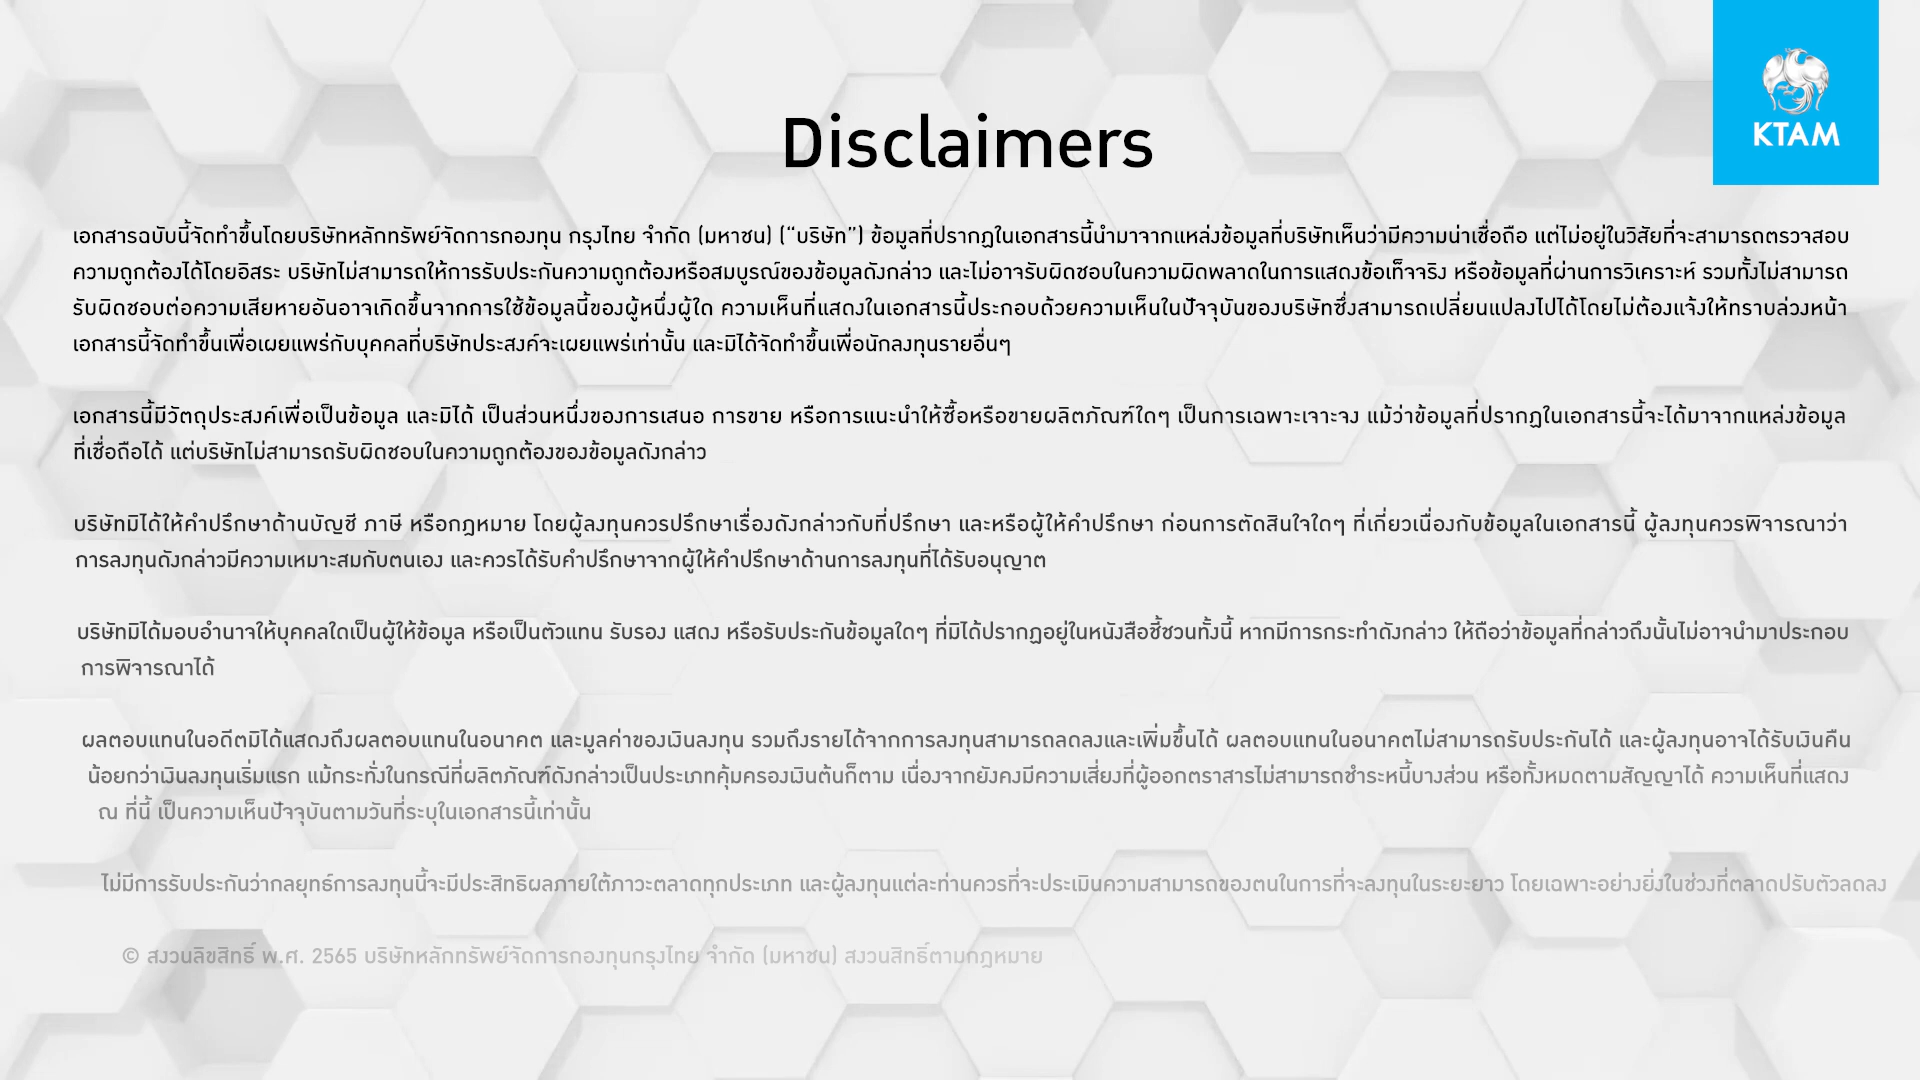 KTAM
Disclaimers
เอกสารฉบับนี้จัดทำขึ้นโดยบริษัทหลักทรัพย์จัดการกองทุน กรุงไทย จำกัด (มหาชน) (“บริษัท”) ข้อมูลที่ปรากฏในเอกสารนี้นำมาจากแหล่งข้อมูลที่บริษัทเห็นว่ามีความน่าเชื่อถือ แต่ไม่อยู่ในวิสัยที่จะสามารถตรวจสอบ
ความถูกต้องได้โดยอิสระ บริษัทไม่สามารถให้การรับประกันความถูกต้องหรือสมบูรณ์ของข้อมูลดังกล่าว และไม่อาจรับผิดชอบในความผิดพลาดในการแสดงข้อเท็จจริง หรือข้อมูลที่ผ่านการวิเคราะห์ รวมทั้งไม่สามารถ
รับผิดชอบต่อความเสียหายอันอาจเกิดขึ้นจากการใช้ข้อมูลนี้ของผู้หนึ่งผู้ใด ความเห็นที่แสดงในเอกสารนี้ประกอบด้วยความเห็นในปัจจุบันของบริษัทซึ่งสามารถเปลี่ยนแปลงไปได้โดยไม่ต้องแจ้งให้ทราบล่วงหน้า
เอกสารนี้จัดทำขึ้นเพื่อเผยแพร่กับบุคคลที่บริษัทประสงค์จะเผยแพร่เท่านั้น และมิได้จัดทำขึ้นเพื่อนักลงทุนรายอื่นๆ
เอกสารนี้มีวัตถุประสงค์เพื่อเป็นข้อมูล และมิได้ เป็นส่วนหนึ่งของการเสนอ การขาย หรือการแนะนำให้ซื้อหรือขายผลิตภัณฑ์ใดๆ เป็นการเฉพาะเจาะจง แม้ว่าข้อมูลที่ปรากฏในเอกสารนี้จะได้มาจากแหล่งข้อมูล
ที่เชื่อถือได้ แต่บริษัทไม่สามารถรับผิดชอบในความถูกต้องของข้อมูลดังกล่าว
บริษัทมิได้ให้คำปรึกษาด้านบัญชี ภาษี หรือกฎหมาย โดยผู้ลงทุนควรปรึกษาเรื่องดังกล่าวกับที่ปรึกษา และหรือผู้ให้คำปรึกษา ก่อนการตัดสินใจใดๆ ที่เกี่ยวเนื่องกับข้อมูลในเอกสารนี้ ผู้ลงทุนควรพิจารณาว่า
การลงทุนดังกล่าวมีความเหมาะสมกับตนเอง และควรได้รับคำปรึกษาจากผู้ให้คำปรึกษาด้านการลงทุนที่ได้รับอนุญาต
บริษัทมิได้มอบอำนาจให้บุคคลใดเป็นผู้ให้ข้อมูล หรือเป็นตัวแทน รับรอง แสดง หรือรับประกันข้อมูลใดๆ ที่มิได้ปรากฏอยู่ในหนังสือชี้ชวนทั้งนี้ หากมีการกระทำดังกล่าว ให้ถือว่าข้อมูลที่กล่าวถึงนั้นไม่อาจนำมาประกอบ
การพิจารณาได้
ผลตอบแทนในอดีตมิได้แสดงถึงผลตอบแทนในอนาคต และมูลค่าของเงินลงทุน รวมถึงรายได้จากการลงทุนสามารถลดลงและเพิ่มขึ้นได้ ผลตอบแทนในอนาคตไม่สามารถรับประกันได้ และผู้ลงทุนอาจได้รับเงินคืน
น้อยกว่าเงินลงทุนเริ่มแรก แม้กระทั่งในกรณีที่ผลิตภัณฑ์ดังกล่าวเป็นประเภทคุ้มครองเงินต้นก็ตาม เนื่องจากยังคงมีความเสี่ยงที่ผู้ออกตราสารไม่สามารถชำระหนี้บางส่วน หรือทั้งหมดตามสัญญาได้ ความเห็นที่แสดง
ณ ที่นี้ เป็นความเห็นปัจจุบันตามวันที่ระบุในเอกสารนี้เท่านั้น
ไม่มีการรับประกันว่ากลยุทธ์การลงทุนนี้จะมีประสิทธิผลภายใต้ภาวะตลาดทุกประเภท และผู้ลงทุนแต่ละท่านควรที่จะประเมินความสามารถของตนในการที่จะลงทุนในระยะยาว โดยเฉพาะอย่างยิ่งในช่วงที่ตลาดปรับตัวลดลง
© สงวนลิขสิทธิ์ พ.ศ. 2565 บริษัทหลักทรัพย์จัดการกองทุนกรุงไทย จำกัด (มหาชน) สงวนสิทธิ์ตามกฎหมาย